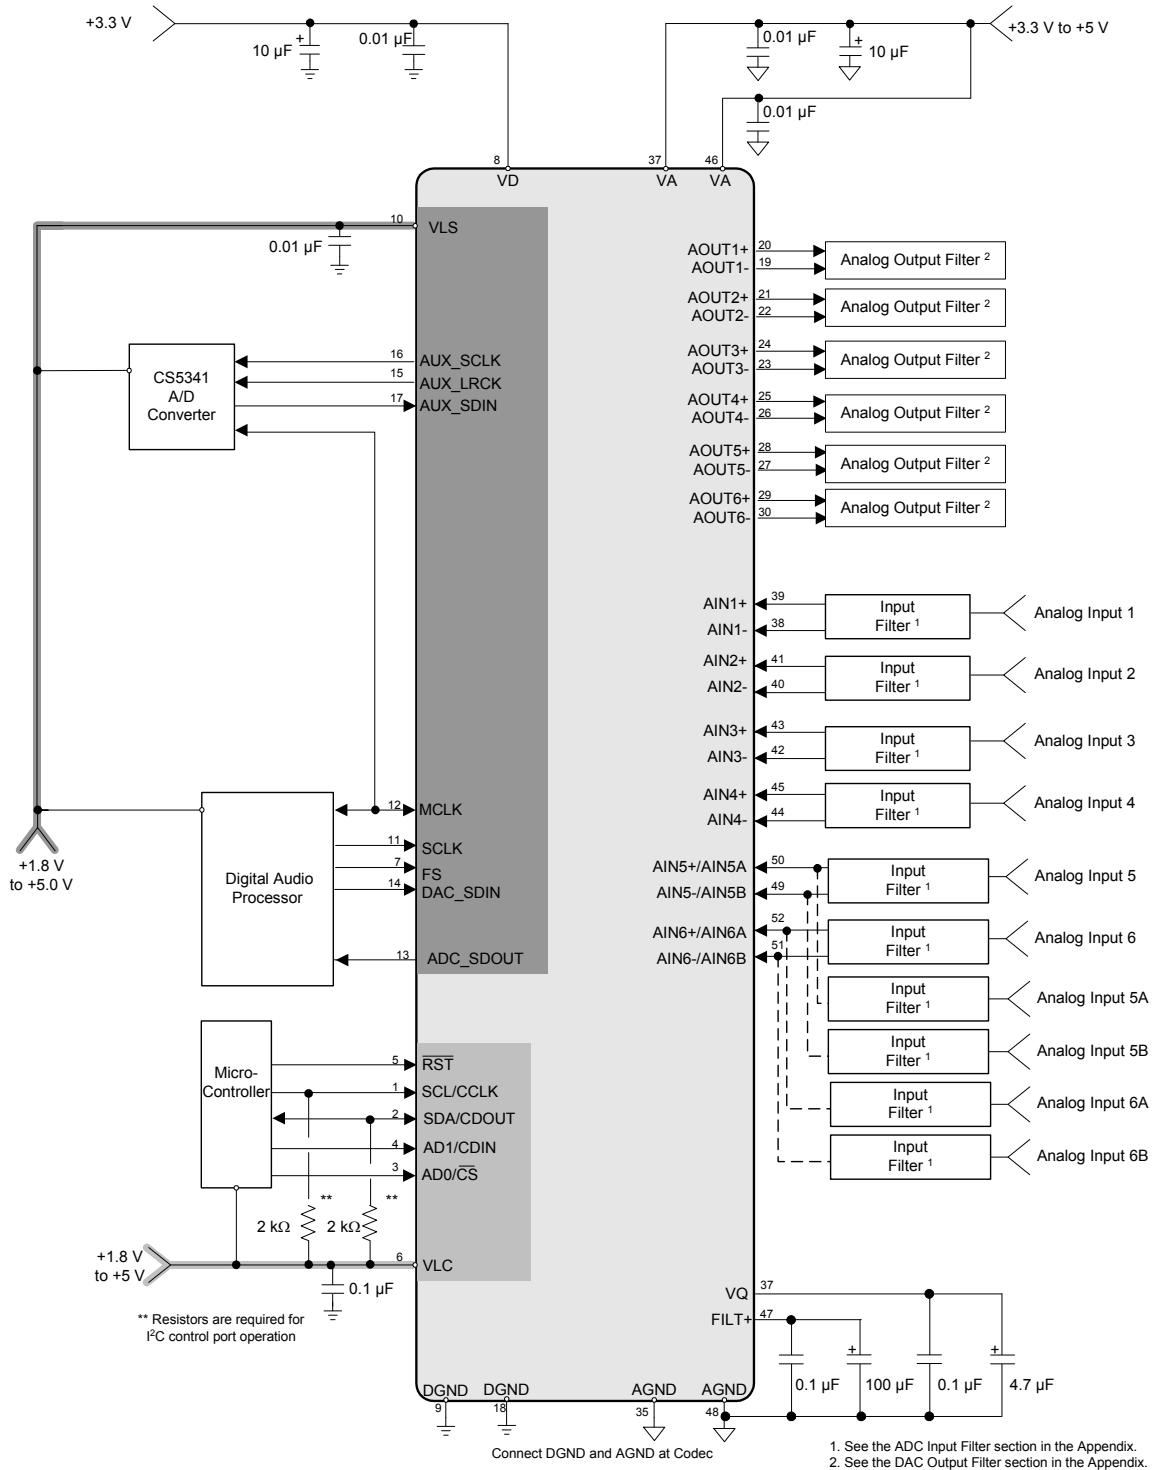 +3.3 V
10 µF
+
0.01 µF
0.01 µF
+
10 µF
+3.3 V to +5 V
0.01 µF
8
VD
37
VA
46
VA
10
VLS
0.01 µF
CS5341
A/D
Converter
16
AUX_SCLK
15
AUX_LRCK
17
AUX_SDIN
AOUT1+
20
AOUT1-
19
Analog Output Filter 2
AOUT2+
21
AOUT2-
22
Analog Output Filter 2
AOUT3+
24
AOUT3-
23
Analog Output Filter 2
AOUT4+
25
AOUT4-
26
Analog Output Filter 2
AOUT5+
28
AOUT5-
27
Analog Output Filter 2
AOUT6+
29
AOUT6-
30
Analog Output Filter 2
AIN1+
39
AIN1-
38
Input
Filter 1
Analog Input 1
AIN2+
41
AIN2-
40
Input
Filter 1
Analog Input 2
AIN3+
43
AIN3-
42
Input
Filter 1
Analog Input 3
AIN4+
45
AIN4-
44
Input
Filter 1
Analog Input 4
AIN5+/AIN5A
50
AIN5-/AIN5B
49
Input
Filter 1
Analog Input 5
AIN6+/AIN6A
52
AIN6-/AIN6B
51
Input
Filter 1
Analog Input 6
Input
Filter 1
Analog Input 5A
Input
Filter 1
Analog Input 5B
Input
Filter 1
Analog Input 6A
Input
Filter 1
Analog Input 6B
+1.8 V
to +5.0 V
Digital Audio
Processor
12
MCLK
11
SCLK
7
FS
14
DAC_SDIN
13
ADC_SDOUT
Micro-
Controller
5
RST
1
SCL/CCLK
2
SDA/CDOUT
4
AD1/CDIN
3
AD0/CS
**
2 kΩ
**
2 kΩ
+1.8 V
to +5 V
6
VLC
0.1 µF
** Resistors are required for
I2C control port operation
VQ
37
FILT+
47
0.1 µF
+
100 µF
0.1 µF
+
4.7 µF
DGND
9
DGND
18
AGND
35
AGND
48
Connect DGND and AGND at Codec
1. See the ADC Input Filter section in the Appendix.
2. See the DAC Output Filter section in the Appendix.